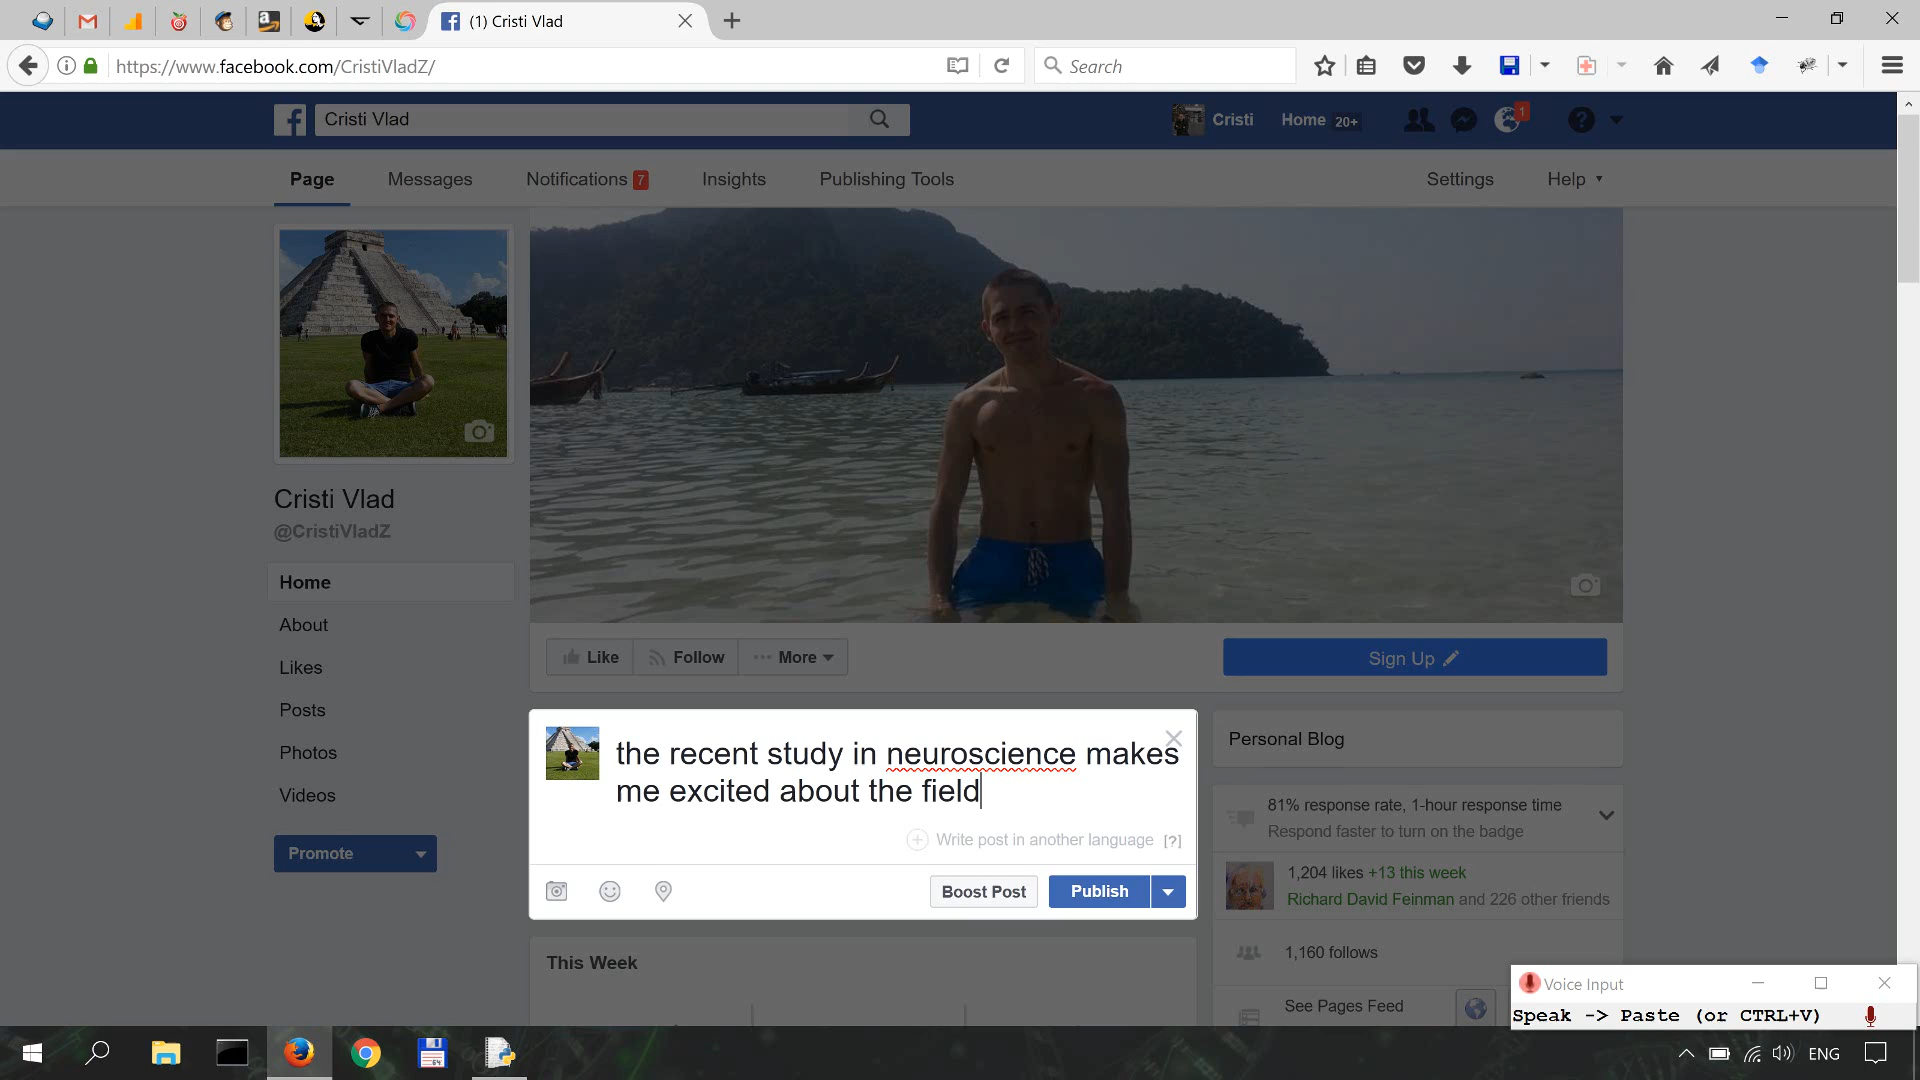 (1) Cristi Vlad
https://www.facebook.com/CristiVladZ/
Search
Cristi Vlad
Cristi
Home 20+
1
?
Page
Messages
Notifications 7
Insights
Publishing Tools
Settings
Help
Cristi Vlad
@CristiVladZ
Home
About
Likes
Posts
Photos
Videos
Promote
Like
Follow
More
Sign Up
the recent study in neuroscience makes
me excited about the field
Write post in another language [?]
Boost Post
Publish
This Week
Personal Blog
81% response rate, 1-hour response time
Respond faster to turn on the badge
1,204 likes +13 this week
Richard David Feinman and 226 other friends
1,160 follows
See Pages Feed
Voice Input
Speak -> Paste (or CTRL+V)
64
ENG